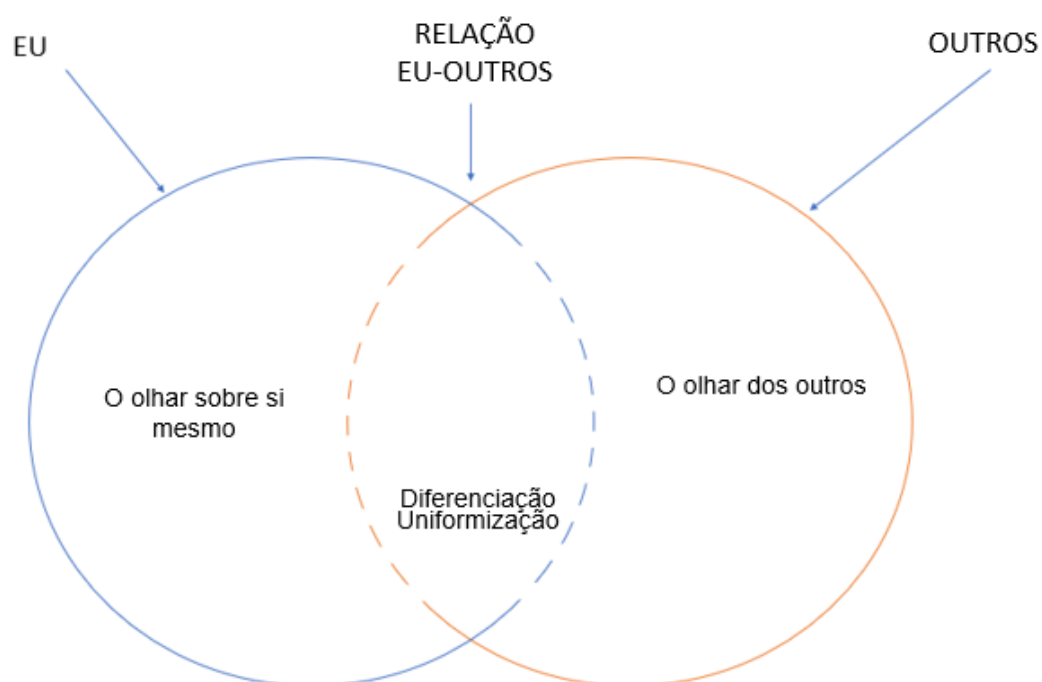 EU
RELAÇÃO
EU-OUTROS
OUTROS
O olhar sobre si
mesmo
O olhar dos outros
Diferenciação
Uniformização